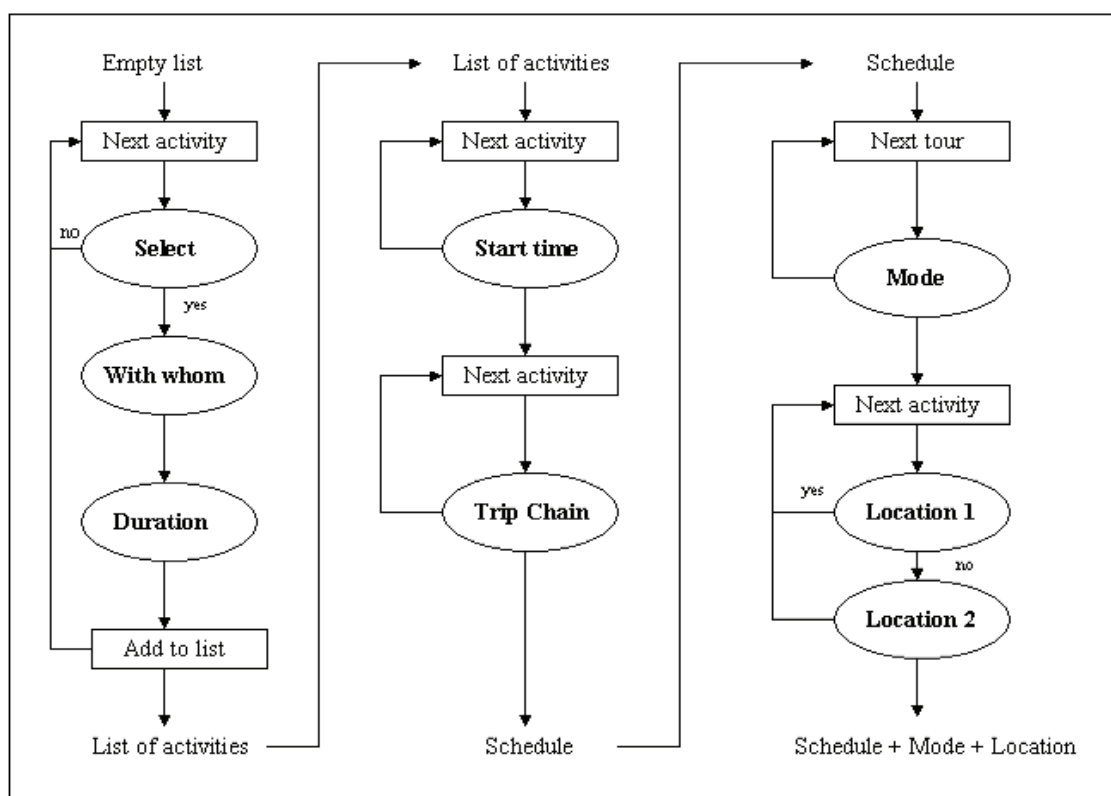 Empty list
Next activity
no
Select
yes
With whom
Duration
Add to list
List of activities
List of activities
Next activity
Start time
Next activity
Trip Chain
Schedule
Schedule
Next tour
Mode
Next activity
yes
Location 1
no
Location 2
Schedule + Mode + Location